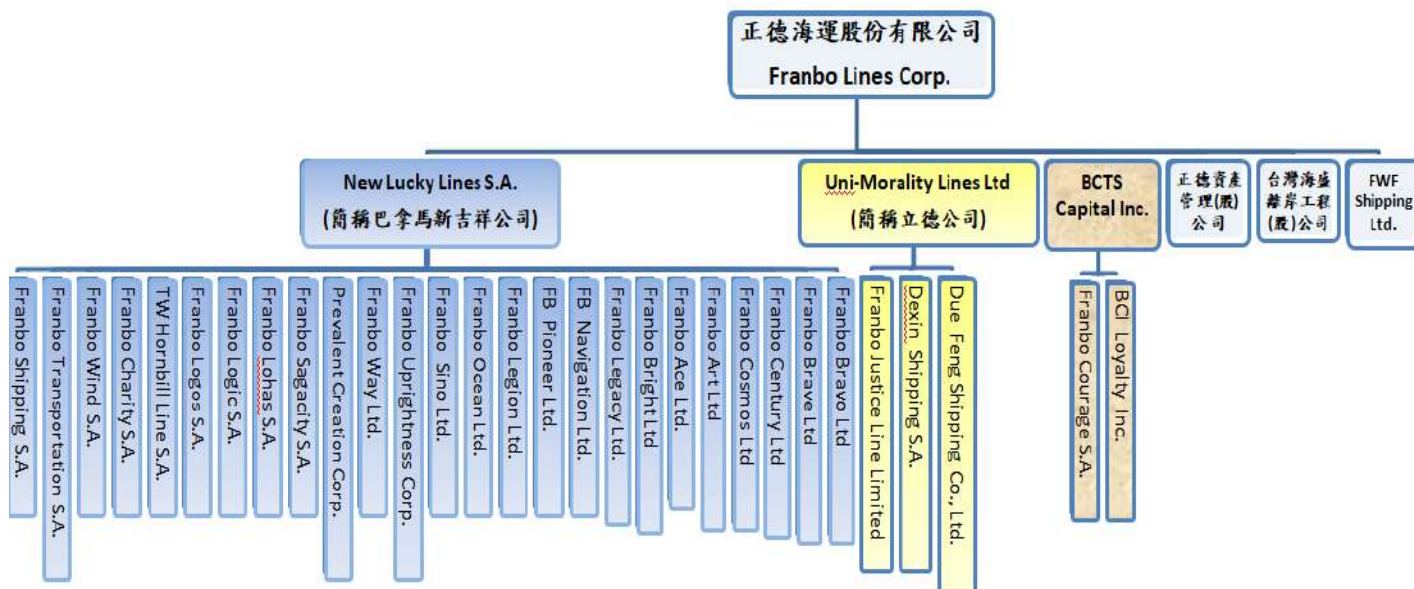 正德海運股份有限公司
Franbo Lines Corp.
New Lucky Lines S.A.
(簡稱巴拿馬新吉祥公司)
Uni-Morality Lines Ltd
(簡稱立德公司)
BCTS
Capital Inc.
正德資產
管理(股)
公司
台灣海盛
離岸工程
(股)公司
FWF
Shipping
Ltd.
Franbo Shipping S.A.
Franbo Transportation S.A.
Franbo Wind S.A.
Franbo Charity S.A.
TW Hornbill Line S.A.
Franbo Logos S.A.
Franbo Logic S.A.
Franbo Lohas S.A.
Franbo Sagacity S.A.
Prevalent Creation Corp.
Franbo Way Ltd.
Franbo Uprightness Corp.
Franbo Sino Ltd.
Franbo Ocean Ltd.
Franbo Legion Ltd.
FB Pioneer Ltd.
FB Navigation Ltd.
Franbo Legacy Ltd.
Franbo Bright Ltd
Franbo Ace Ltd.
Franbo Art Ltd
Franbo Cosmos Ltd
Franbo Century Ltd
Franbo Brave Ltd
Franbo Bravo Ltd
Franbo Justice Line Limited
Dexin Shipping S.A.
Due Feng Shipping Co., Ltd.
Franbo Courage S.A.
BCI Loyalty Inc.